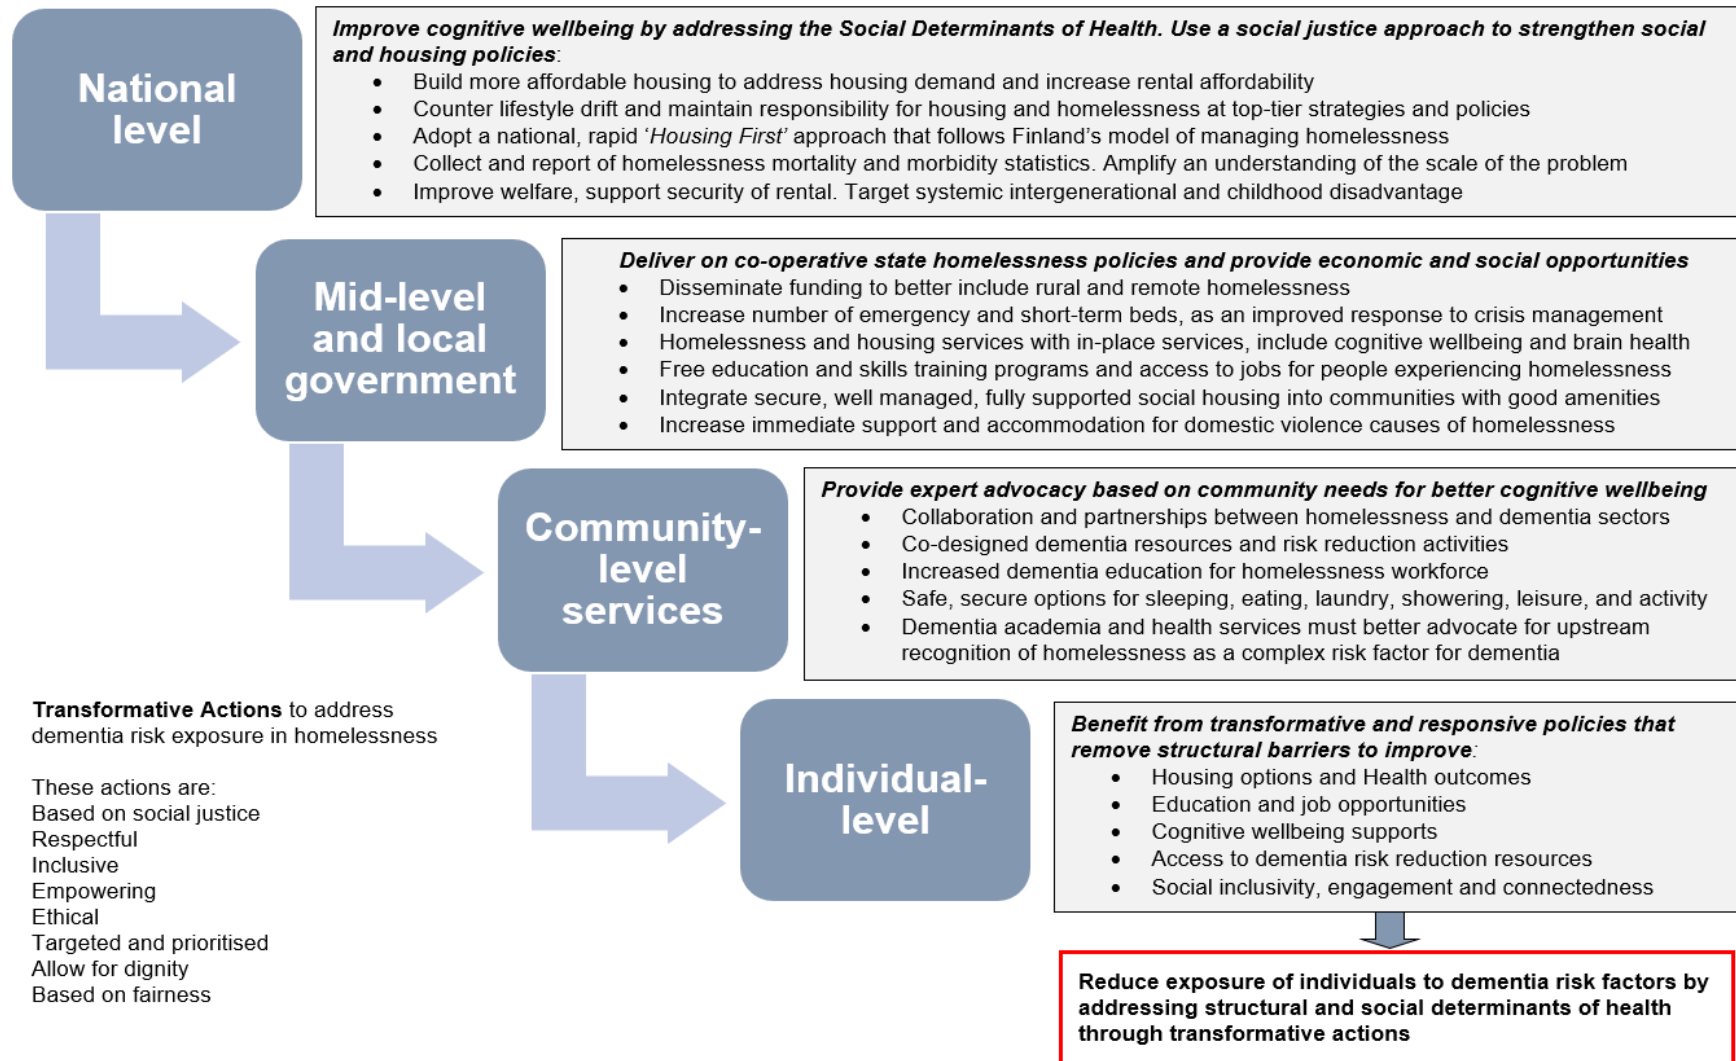 National
level
Improve cognitive wellbeing by addressing the Social Determinants of Health. Use a social justice approach to strengthen social
and housing policies:
• Build more affordable housing to address housing demand and increase rental affordability
• Counter lifestyle drift and maintain responsibility for housing and homelessness at top-tier strategies and policies
• Adopt a national, rapid ‘Housing First’ approach that follows Finland’s model of managing homelessness
• Collect and report of homelessness mortality and morbidity statistics. Amplify an understanding of the scale of the problem
• Improve welfare, support security of rental. Target systemic intergenerational and childhood disadvantage
Mid-level
and local
government
Deliver on co-operative state homelessness policies and provide economic and social opportunities
• Disseminate funding to better include rural and remote homelessness
• Increase number of emergency and short-term beds, as an improved response to crisis management
• Homelessness and housing services with in-place services, include cognitive wellbeing and brain health
• Free education and skills training programs and access to jobs for people experiencing homelessness
• Integrate secure, well managed, fully supported social housing into communities with good amenities
• Increase immediate support and accommodation for domestic violence causes of homelessness
Community-
level
services
Provide expert advocacy based on community needs for better cognitive wellbeing
• Collaboration and partnerships between homelessness and dementia sectors
• Co-designed dementia resources and risk reduction activities
• Increased dementia education for homelessness workforce
• Safe, secure options for sleeping, eating, laundry, showering, leisure, and activity
• Dementia academia and health services must better advocate for upstream
recognition of homelessness as a complex risk factor for dementia
Individual-
level
Benefit from transformative and responsive policies that
remove structural barriers to improve:
• Housing options and Health outcomes
• Education and job opportunities
• Cognitive wellbeing supports
• Access to dementia risk reduction resources
• Social inclusivity, engagement and connectedness
Transformative Actions to address
dementia risk exposure in homelessness
These actions are:
Based on social justice
Respectful
Inclusive
Empowering
Ethical
Targeted and prioritised
Allow for dignity
Based on fairness
Reduce exposure of individuals to dementia risk factors by
addressing structural and social determinants of health
through transformative actions